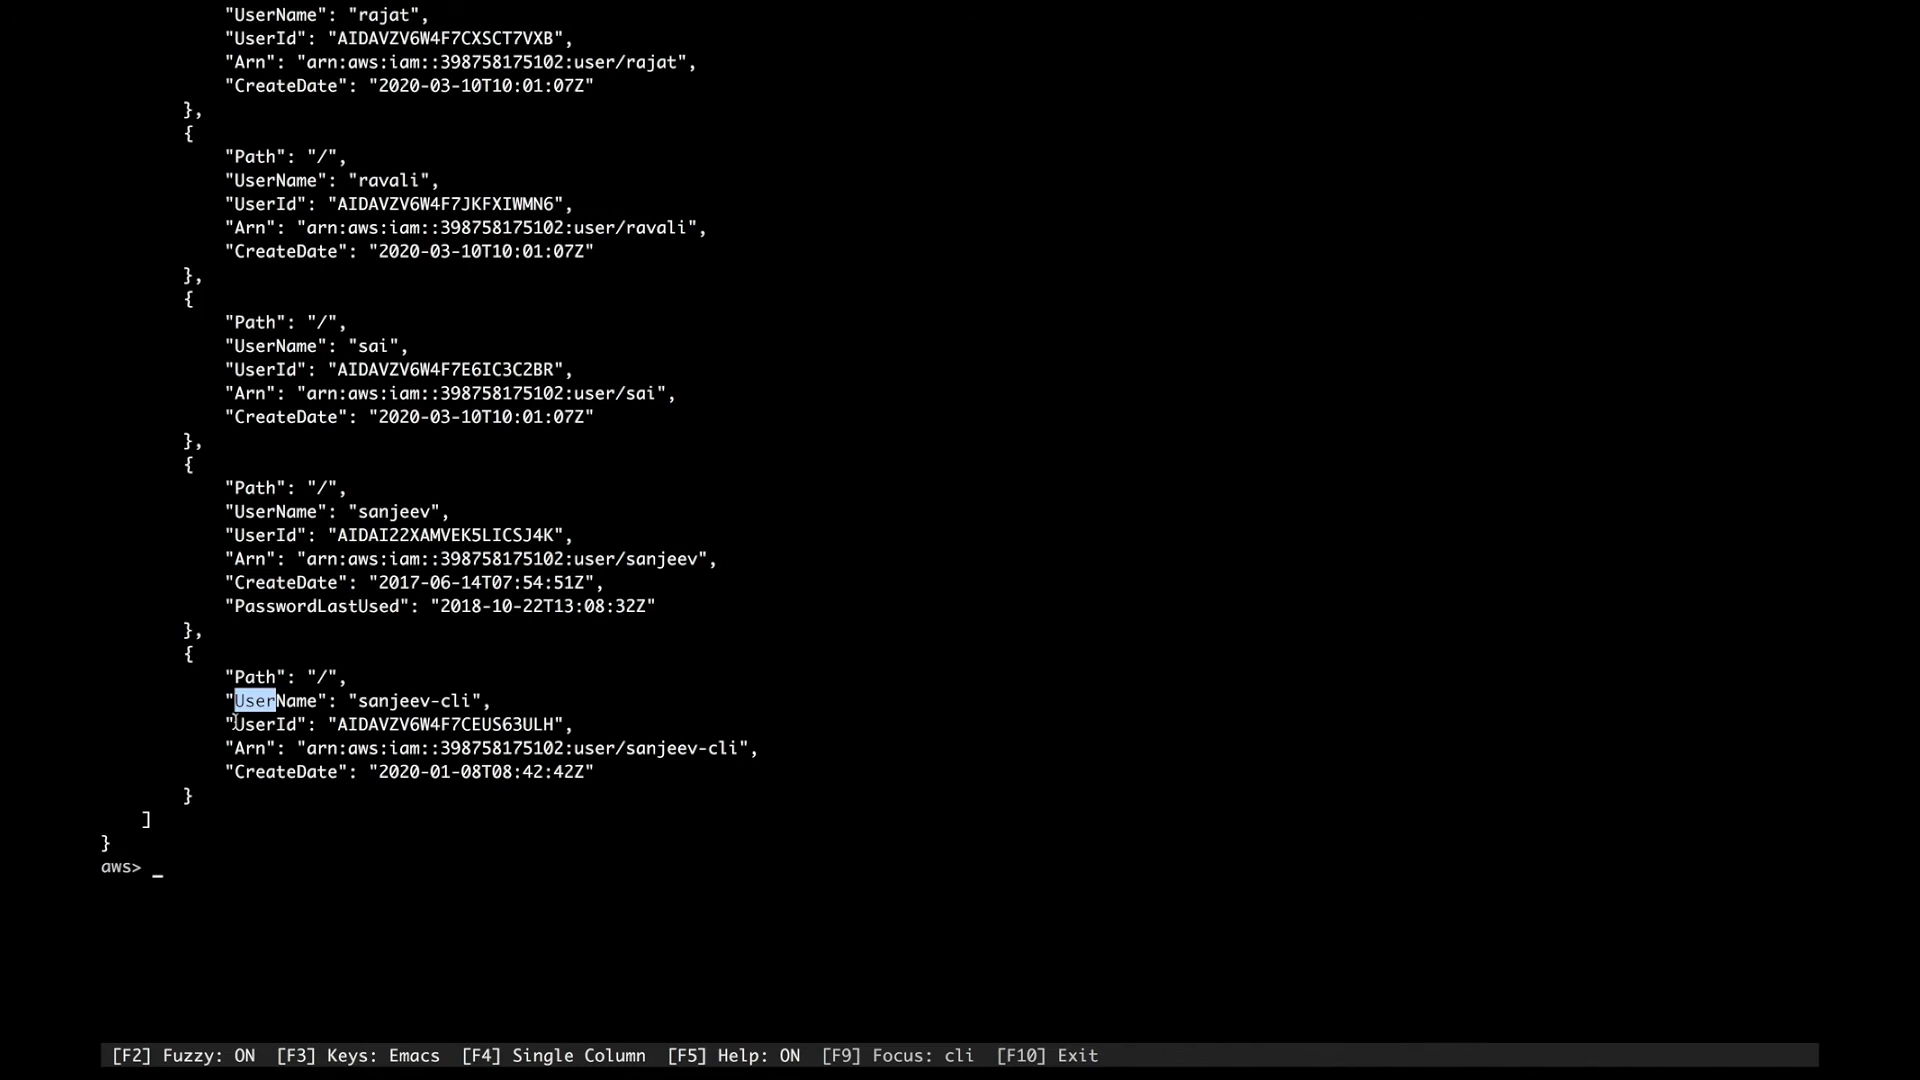 "UserName": "rajat",
"UserId": "AIDAVZV6W4F7CXSCT7VXB",
"Arn": "arn:aws:iam::398758175102:user/rajat",
"CreateDate": "2020-03-10T10:01:07Z"
},
{
"Path": "/",
"UserName": "ravali",
"UserId": "AIDAVZV6W4F7JKFXIWMN6",
"Arn": "arn:aws:iam::398758175102:user/ravali",
"CreateDate": "2020-03-10T10:01:07Z"
},
{
"Path": "/",
"UserName": "sai",
"UserId": "AIDAVZV6W4F7E6IC3C2BR",
"Arn": "arn:aws:iam::398758175102:user/sai",
"CreateDate": "2020-03-10T10:01:07Z"
},
{
"Path": "/",
"UserName": "sanjeev",
"UserId": "AIDAI22XAMVEK5LICSJ4K",
"Arn": "arn:aws:iam::398758175102:user/sanjeev",
"CreateDate": "2017-06-14T07:54:51Z",
"PasswordLastUsed": "2018-10-22T13:08:32Z"
},
{
"Path": "/",
"UserName": "sanjeev-cli",
"UserId": "AIDAVZV6W4F7CEUS63ULH",
"Arn": "arn:aws:iam::398758175102:user/sanjeev-cli",
"CreateDate": "2020-01-08T08:42:42Z"
}
]
}
aws> _
[F2] Fuzzy: ON [F3] Keys: Emacs [F4] Single Column [F5] Help: ON [F9] Focus: cli [F10] Exit